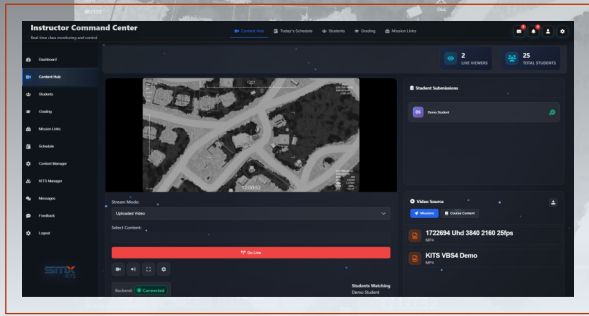 Instructor Command Center
Real-time class monitoring and control
Content Hub
Today's Schedule
Students
Grading
Mission Links
2
LIVE VIEWERS
25
TOTAL STUDENTS
Dashboard
Content Hub
Students
Grading
Mission Links
Schedule
Content Manager
KITS Manager
Messages
Feedback
Logout
SIMX
Stream Mode:
Uploaded Video
Select Content:
Go Live
Backend:
Connected
Students Watching
Demo Student
Student Submissions
DS
Demo Student
Video Source
Missions
Course Content
1722694 Uhd 3840 2160 25fps
MP4
KITS VBS4 Demo
MP4